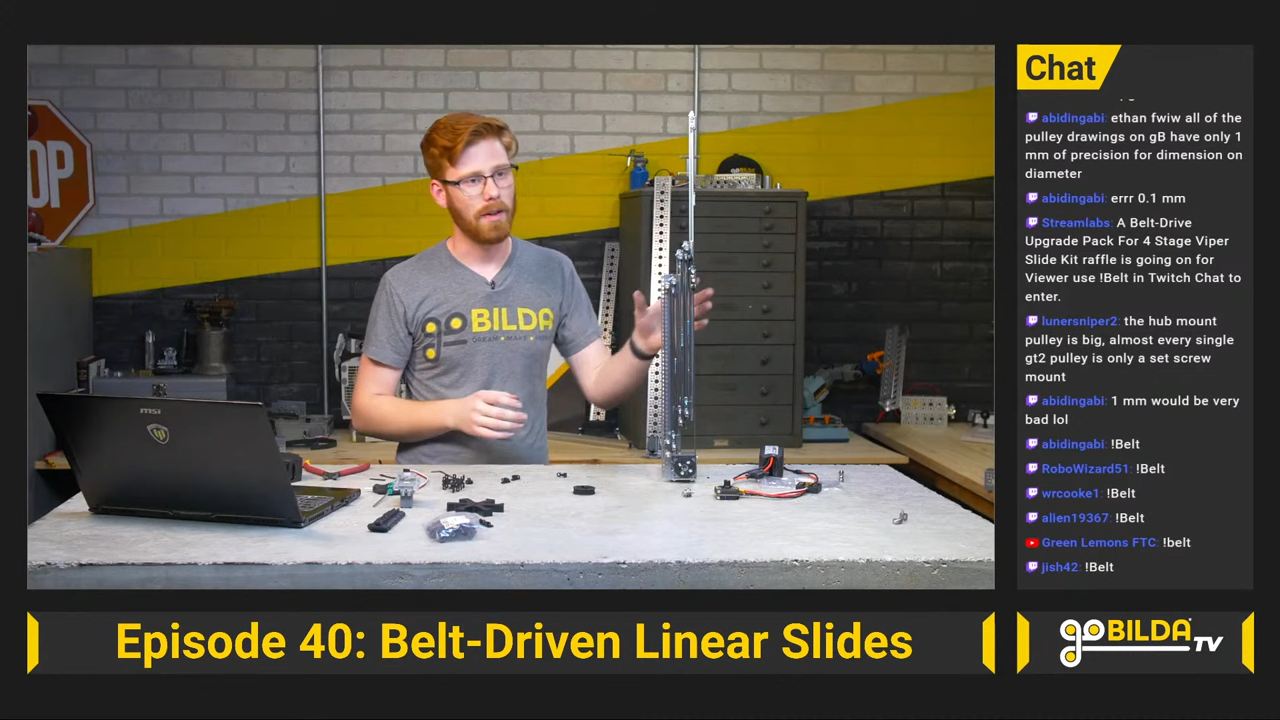 Chat
abidingabi: ethan fwiw all of the
pulley drawings on gB have only 1
mm of precision for dimension on
diameter
abidingabi: errr 0.1 mm
Streamlabs: A Belt-Drive
Upgrade Pack For 4 Stage Viper
Slide Kit raffle is going on for
Viewer use !Belt in Twitch Chat to
enter.
lunersniper2: the hub mount
pulley is big, almost every single
gt2 pulley is only a set screw
mount
abidingabi: 1 mm would be very
bad lol
abidingabi: !Belt
RoboWizard51: !Belt
wrcooke1: !Belt
alien19367: !Belt
Green Lemons FTC: !belt
jish42: !Belt
OP
goBILDA
msi
Episode 40: Belt-Driven Linear Slides
goBILDA TV